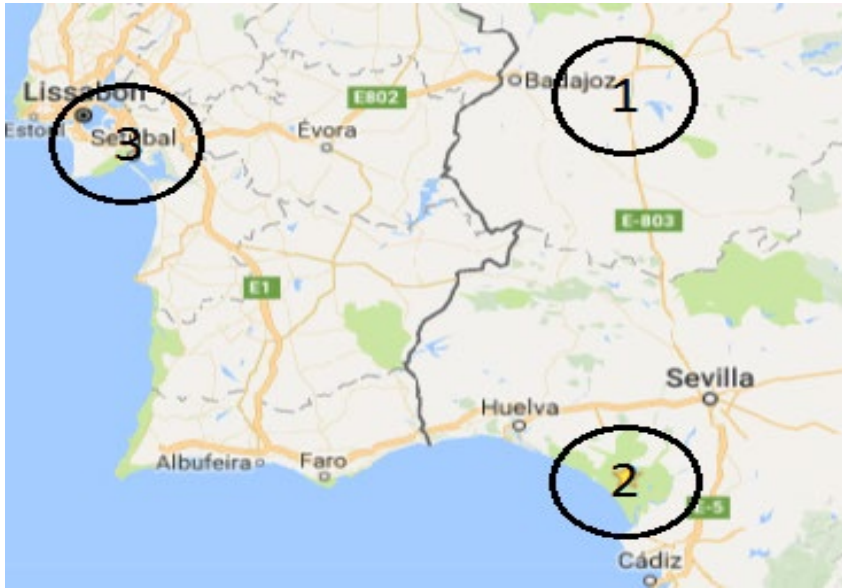 Lissabon
Estoril
Setúbal
3
E802
Évora
Badajoz
1
E-803
E1
Sevilla
Huelva
Albufeira
Faro
2
E-5
Cádiz